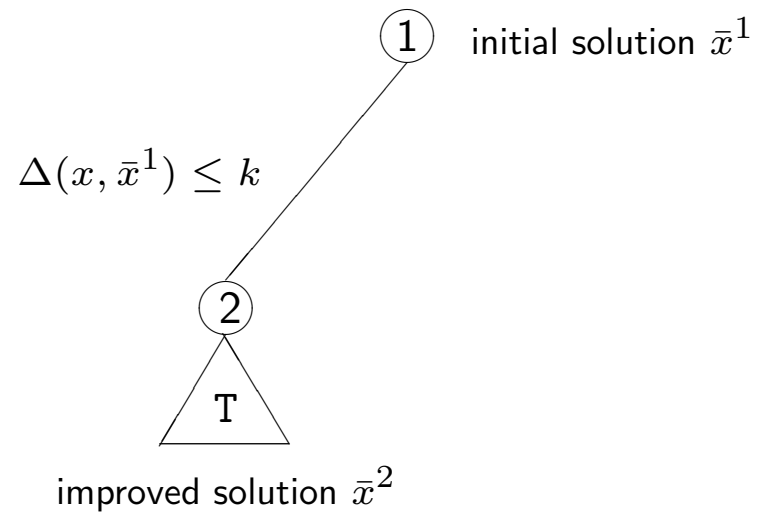 1 initial solution x̄¹
Δ(x, x̄¹) ≤ k
2
T
improved solution x̄²